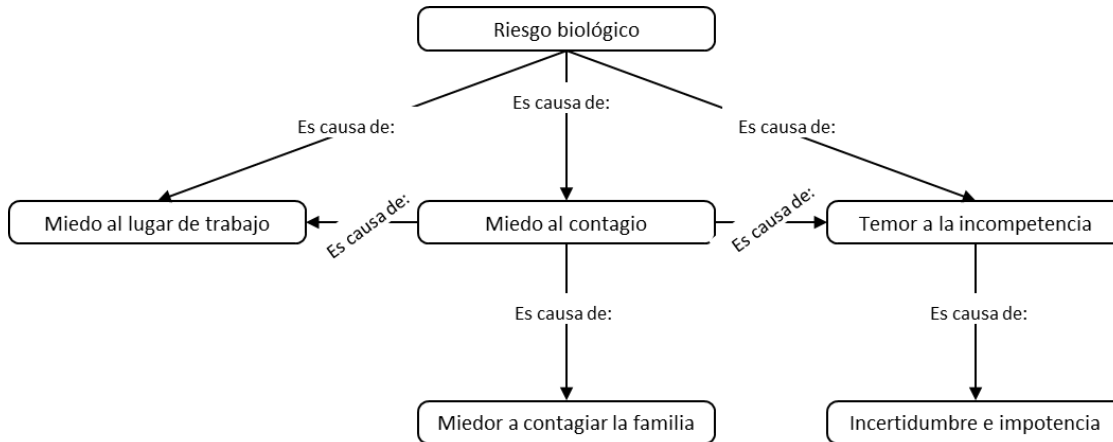 Riesgo biológico
Es causa de:
Es causa de:
Es causa de:
Miedo al lugar de trabajo
Es causa de:
Miedo al contagio
Es causa de:
Temor a la incompetencia
Es causa de:
Es causa de:
Miedor a contagiar la familia
Incertidumbre e impotencia